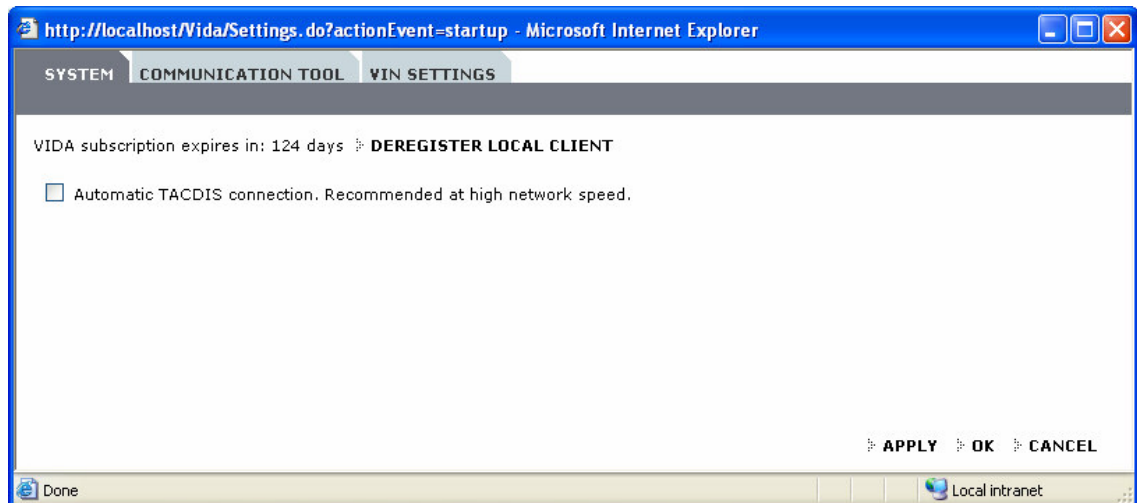 http://localhost/Vida/Settings.do?actionEvent=startup - Microsoft Internet Explorer
SYSTEM COMMUNICATION TOOL VIN SETTINGS
VIDA subscription expires in: 124 days DEREGISTER LOCAL CLIENT
Automatic TACDIS connection. Recommended at high network speed.
APPLY OK CANCEL
Done Local intranet